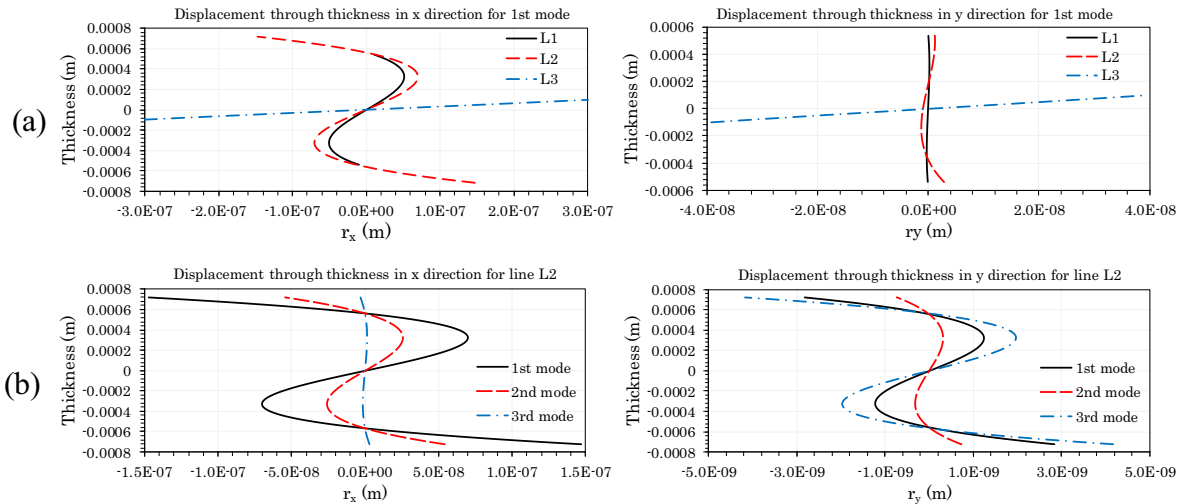 Displacement through thickness in x direction for 1st mode
0.0008
0.0006
0.0004
0.0002
0
-0.0002
-0.0004
-0.0006
-0.0008
Thickness (m)
L1
L2
L3
-3.0E-07 -2.0E-07 -1.0E-07 0.0E+00 1.0E-07 2.0E-07 3.0E-07
r_x (m)
(a)
Displacement through thickness in y direction for 1st mode
0.0006
0.0004
0.0002
0
-0.0002
-0.0004
-0.0006
Thickness (m)
L1
L2
L3
-4.0E-08 -2.0E-08 0.0E+00 2.0E-08 4.0E-08
ry (m)
Displacement through thickness in x direction for line L2
0.0008
0.0006
0.0004
0.0002
0
-0.0002
-0.0004
-0.0006
-0.0008
Thickness (m)
1st mode
2nd mode
3rd mode
-1.5E-07 -1.0E-07 -5.0E-08 0.0E+00 5.0E-08 1.0E-07 1.5E-07
r_x (m)
(b)
Displacement through thickness in y direction for line L2
0.0008
0.0006
0.0004
0.0002
0
-0.0002
-0.0004
-0.0006
-0.0008
Thickness (m)
1st mode
2nd mode
3rd mode
-5.0E-09 -3.0E-09 -1.0E-09 1.0E-09 3.0E-09 5.0E-09
r_y (m)